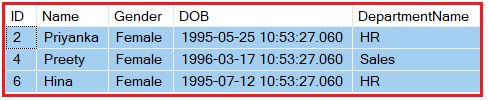 ID Name Gender DOB DepartmentName
2 Priyanka Female 1995-05-25 10:53:27.060 HR
4 Preety Female 1996-03-17 10:53:27.060 Sales
6 Hina Female 1995-07-12 10:53:27.060 HR